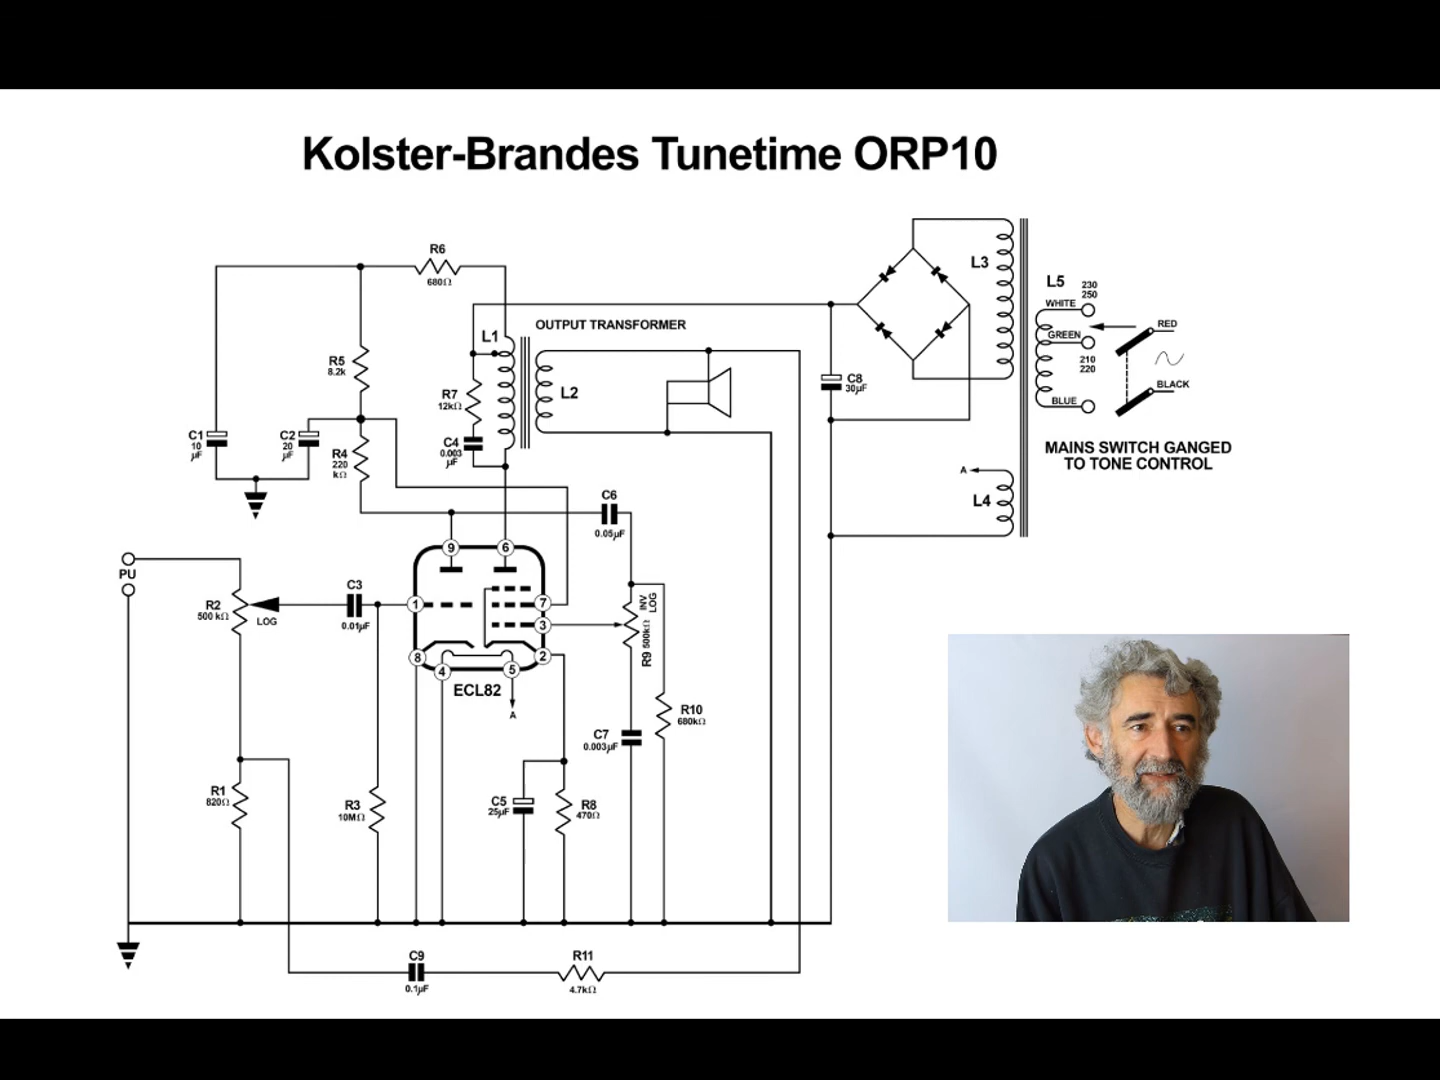 Kolster-Brandes Tunetime ORP10
R6
680Ω
L3
L5
230
250
WHITE
GREEN
210
220
BLUE
RED
BLACK
MAINS SWITCH GANGED
TO TONE CONTROL
OUTPUT TRANSFORMER
L1
L2
R5
8.2k
R7
12kΩ
C8
30µF
C1
10
µF
C2
20
µF
R4
220
kΩ
C4
0.003
µF
A
L4
C6
0.05µF
9
6
PU
R2
500 kΩ
LOG
C3
0.01µF
1
7
3
2
8
4
5
ECL82
A
INV
LOG
R9 500kΩ
R10
680kΩ
C7
0.003µF
R1
820Ω
R3
10MΩ
C5
25µF
R8
470Ω
C9
0.1µF
R11
4.7kΩ